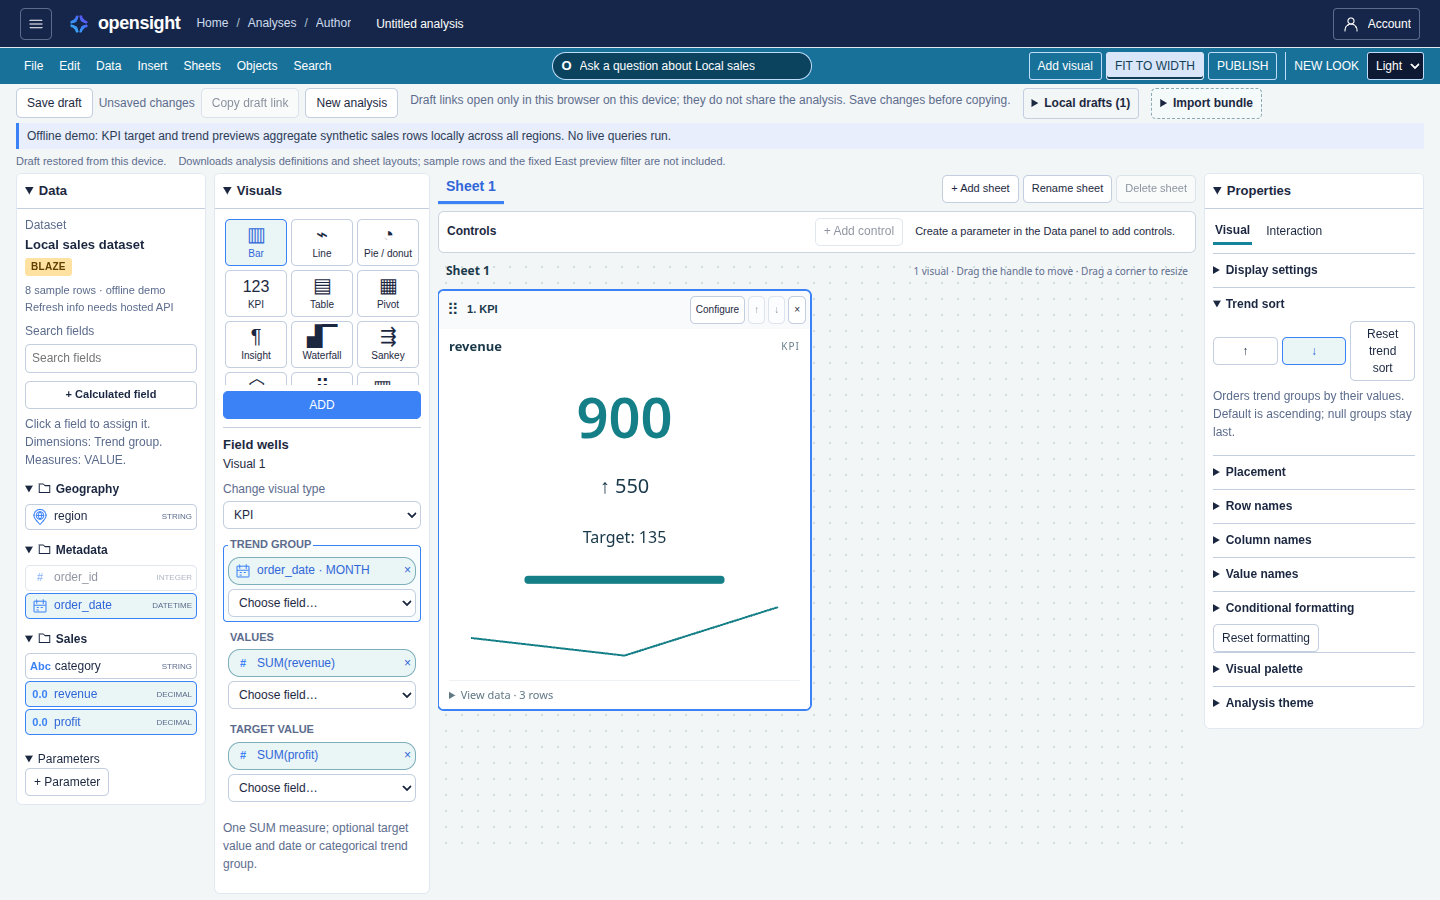 opensight
Home / Analyses / Author
Untitled analysis
Account
File Edit Data Insert Sheets Objects Search
Ask a question about Local sales
Add visual
FIT TO WIDTH
PUBLISH
NEW LOOK
Light
Save draft
Unsaved changes
Copy draft link
New analysis
Draft links open only in this browser on this device; they do not share the analysis. Save changes before copying.
Local drafts (1)
Import bundle
Offline demo: KPI target and trend previews aggregate synthetic sales rows locally across all regions. No live queries run.
Draft restored from this device. Downloads analysis definitions and sheet layouts; sample rows and the fixed East preview filter are not included.
Data
Dataset
Local sales dataset
BLAZE
8 sample rows · offline demo
Refresh info needs hosted API
Search fields
Search fields
+ Calculated field
Click a field to assign it.
Dimensions: Trend group.
Measures: VALUE.
Geography
region STRING
Metadata
# order_id INTEGER
order_date DATETIME
Sales
Abc category STRING
0.0 revenue DECIMAL
0.0 profit DECIMAL
Parameters
+ Parameter
Visuals
Bar
Line
Pie / donut
123
KPI
Table
Pivot
¶
Insight
Waterfall
Sankey
ADD
Field wells
Visual 1
Change visual type
KPI
TREND GROUP
order_date · MONTH ×
Choose field…
VALUES
# SUM(revenue) ×
Choose field…
TARGET VALUE
# SUM(profit) ×
Choose field…
One SUM measure; optional target
value and date or categorical trend
group.
Sheet 1
+ Add sheet
Rename sheet
Delete sheet
Controls
+ Add control
Create a parameter in the Data panel to add controls.
Sheet 1
1 visual · Drag the handle to move · Drag a corner to resize
1. KPI
Configure ↑ ↓ ×
revenue
KPI
900
↑ 550
Target: 135
View data · 3 rows
Properties
Visual
Interaction
Display settings
Trend sort
↑
↓
Reset
trend
sort
Orders trend groups by their values.
Default is ascending; null groups stay
last.
Placement
Row names
Column names
Value names
Conditional formatting
Reset formatting
Visual palette
Analysis theme